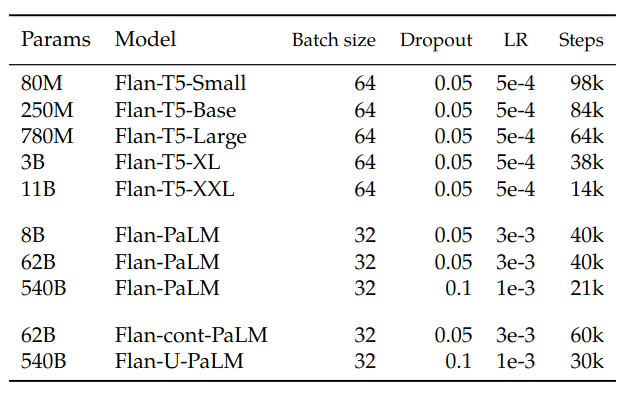 Params Model Batch size Dropout LR Steps
80M Flan-T5-Small 64 0.05 5e-4 98k
250M Flan-T5-Base 64 0.05 5e-4 84k
780M Flan-T5-Large 64 0.05 5e-4 64k
3B Flan-T5-XL 64 0.05 5e-4 38k
11B Flan-T5-XXL 64 0.05 5e-4 14k
8B Flan-PaLM 32 0.05 3e-3 40k
62B Flan-PaLM 32 0.05 3e-3 40k
540B Flan-PaLM 32 0.1 1e-3 21k
62B Flan-cont-PaLM 32 0.05 3e-3 60k
540B Flan-U-PaLM 32 0.1 1e-3 30k